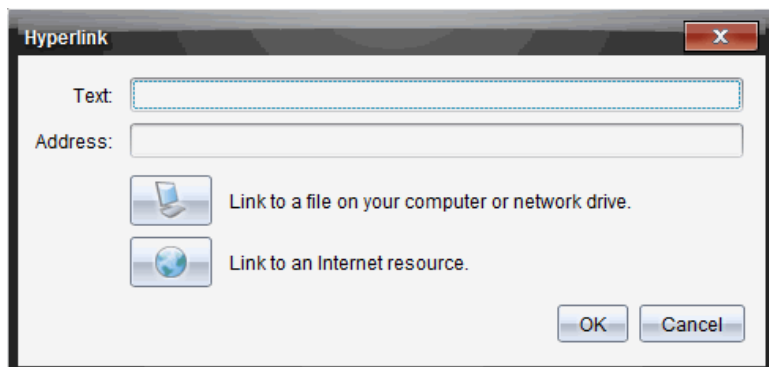 Hyperlink
Text:
Address:
Link to a file on your computer or network drive.
Link to an Internet resource.
OK Cancel